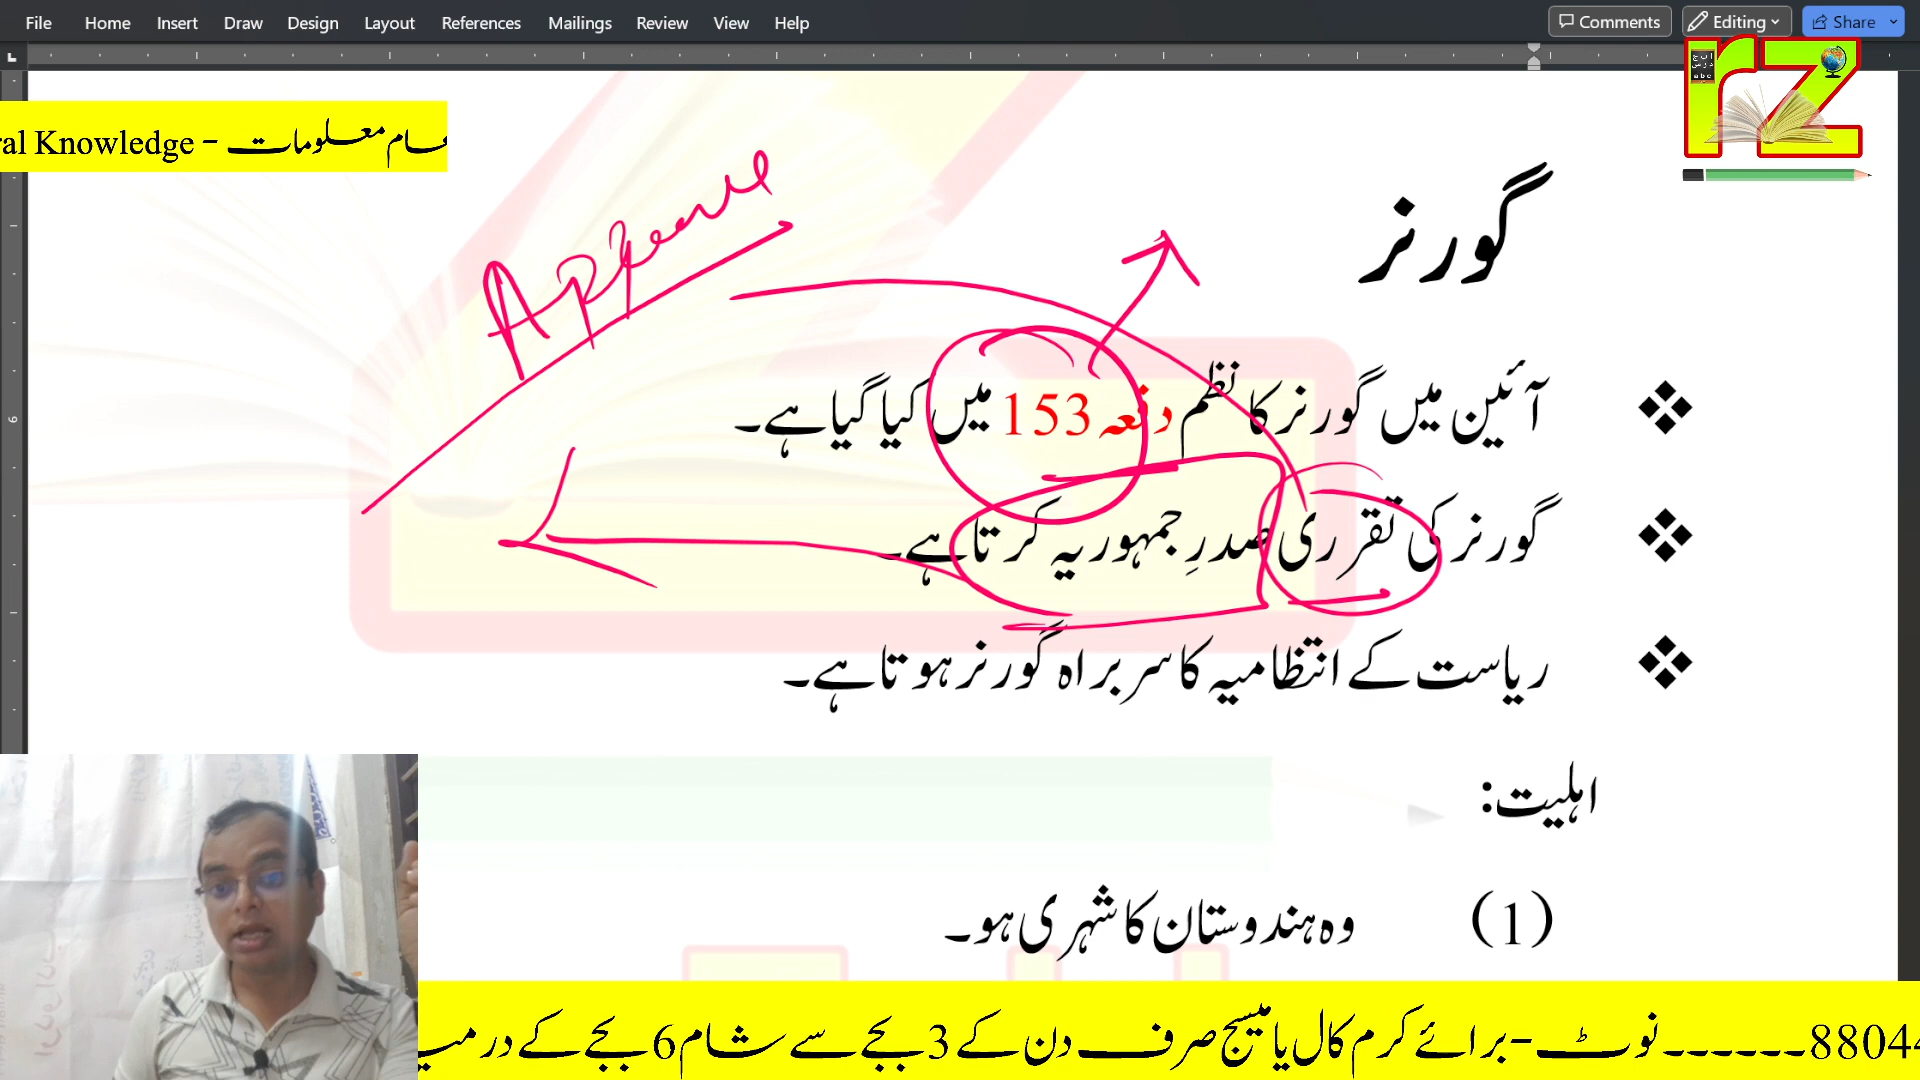 File Home Insert Draw Design Layout References Mailings Review View Help Comments Editing Share
ral Knowledge - عام معلومات
rz
گورنر
آئین میں گورنر کا نظم دفعہ 153 میں کیا گیا ہے۔
گورنر کی تقرری صدرِ جمہوریہ کرتا ہے۔
ریاست کے انتظامیہ کا سربراہ گورنر ہوتا ہے۔
اہلیت:
(1) وہ ہندوستان کا شہری ہو۔
8804۔۔۔۔۔۔نوٹ-برائے کرم کال یا میسج صرف دن کے 3 بجے سے شام 6 بجے کے درمی